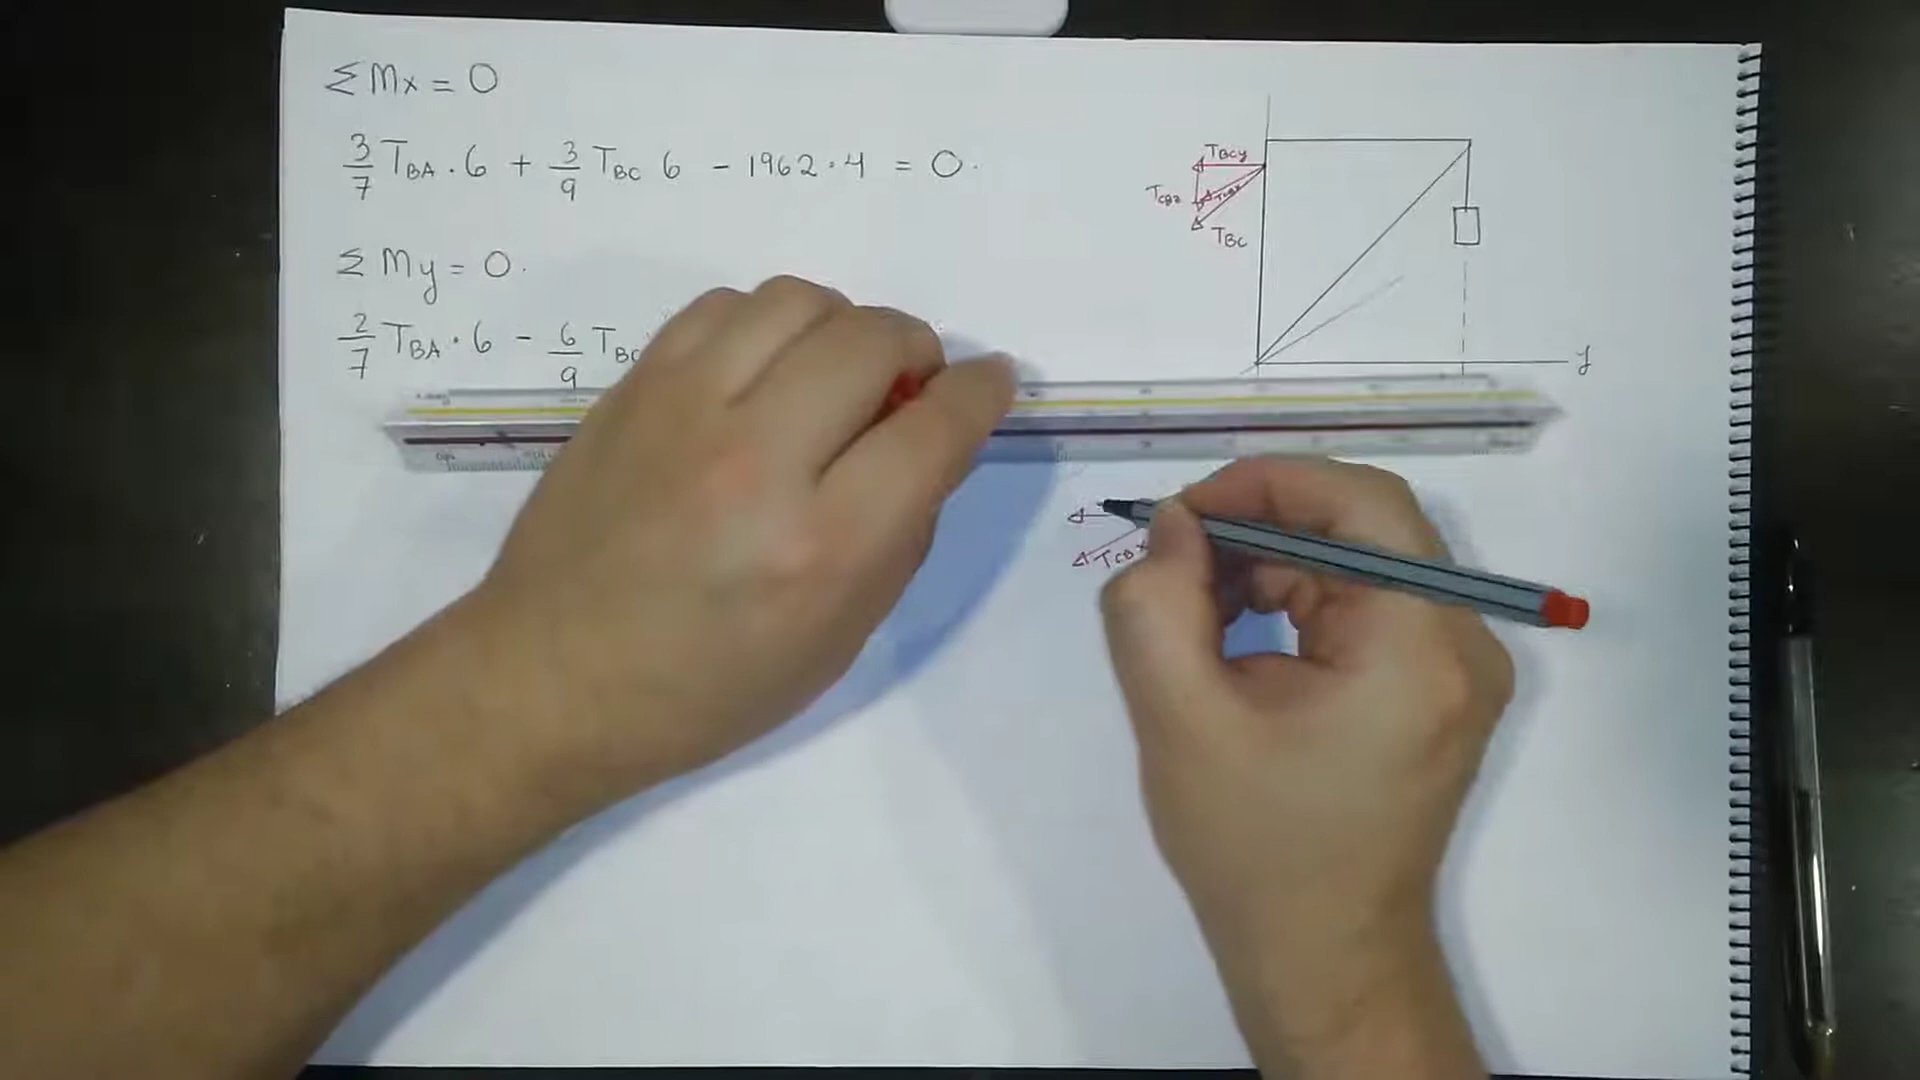 ΣMx = 0
3/7 TBA . 6 + 3/9 TBC 6 - 1962 . 4 = 0.
ΣMy = 0.
2/7 TBA . 6 - 6/9 TBC
TBCy
TCBz
TCBx
TBC
y
TCBx